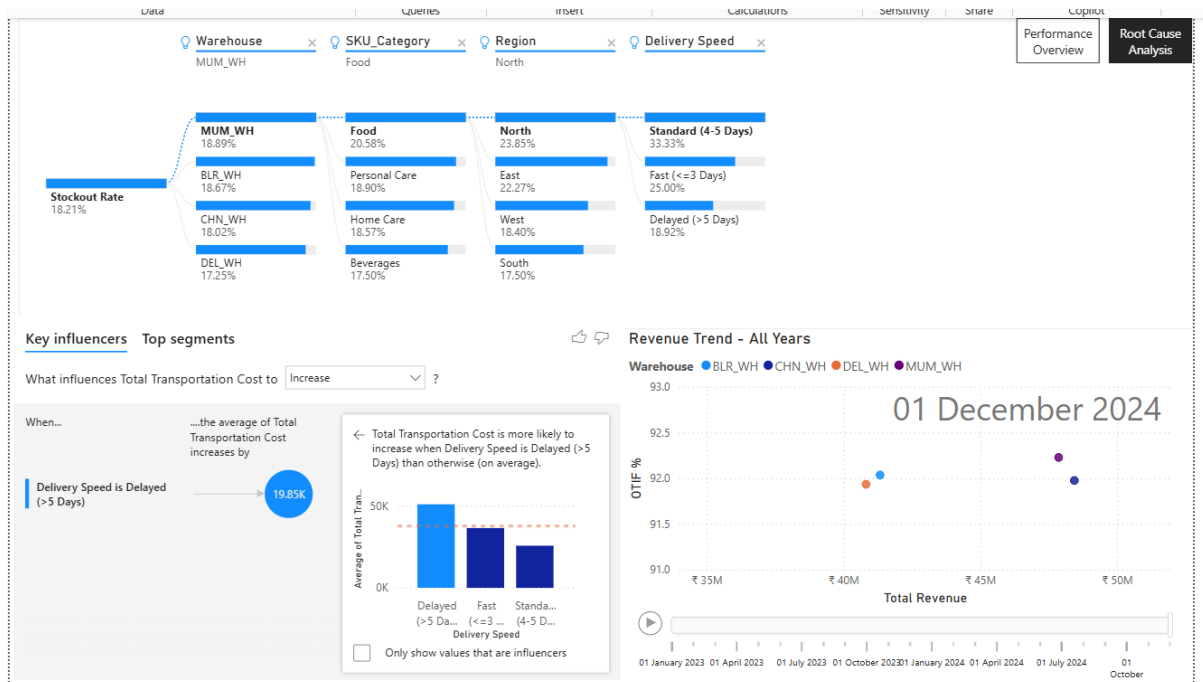 Data Queries Insert Calculations Sensitivity Share Copilot
Performance
Overview
Root Cause
Analysis
Warehouse × SKU_Category × Region × Delivery Speed ×
MUM_WH Food North
MUM_WH
18.89%
BLR_WH
18.67%
CHN_WH
18.02%
DEL_WH
17.25%
Stockout Rate
18.21%
Food
20.58%
Personal Care
18.90%
Home Care
18.57%
Beverages
17.50%
North
23.85%
East
22.27%
West
18.40%
South
17.50%
Standard (4-5 Days)
33.33%
Fast (<=3 Days)
25.00%
Delayed (>5 Days)
18.92%
Key influencers Top segments
What influences Total Transportation Cost to Increase ?
When...
....the average of Total
Transportation Cost
increases by
Delivery Speed is Delayed
(>5 Days)
19.85K
Total Transportation Cost is more likely to
increase when Delivery Speed is Delayed (>5
Days) than otherwise (on average).
Average of Total Tran...
50K
0K
Delayed
(>5 Da...
Fast
(<=3 ...
Standa...
(4-5 D...
Delivery Speed
Only show values that are influencers
Revenue Trend - All Years
Warehouse BLR_WH CHN_WH DEL_WH MUM_WH
01 December 2024
OTIF %
93.0
92.5
92.0
91.5
91.0
₹ 35M ₹ 40M ₹ 45M ₹ 50M
Total Revenue
01 January 2023 01 April 2023 01 July 2023 01 October 2023 01 January 2024 01 April 2024 01 July 2024 01
October